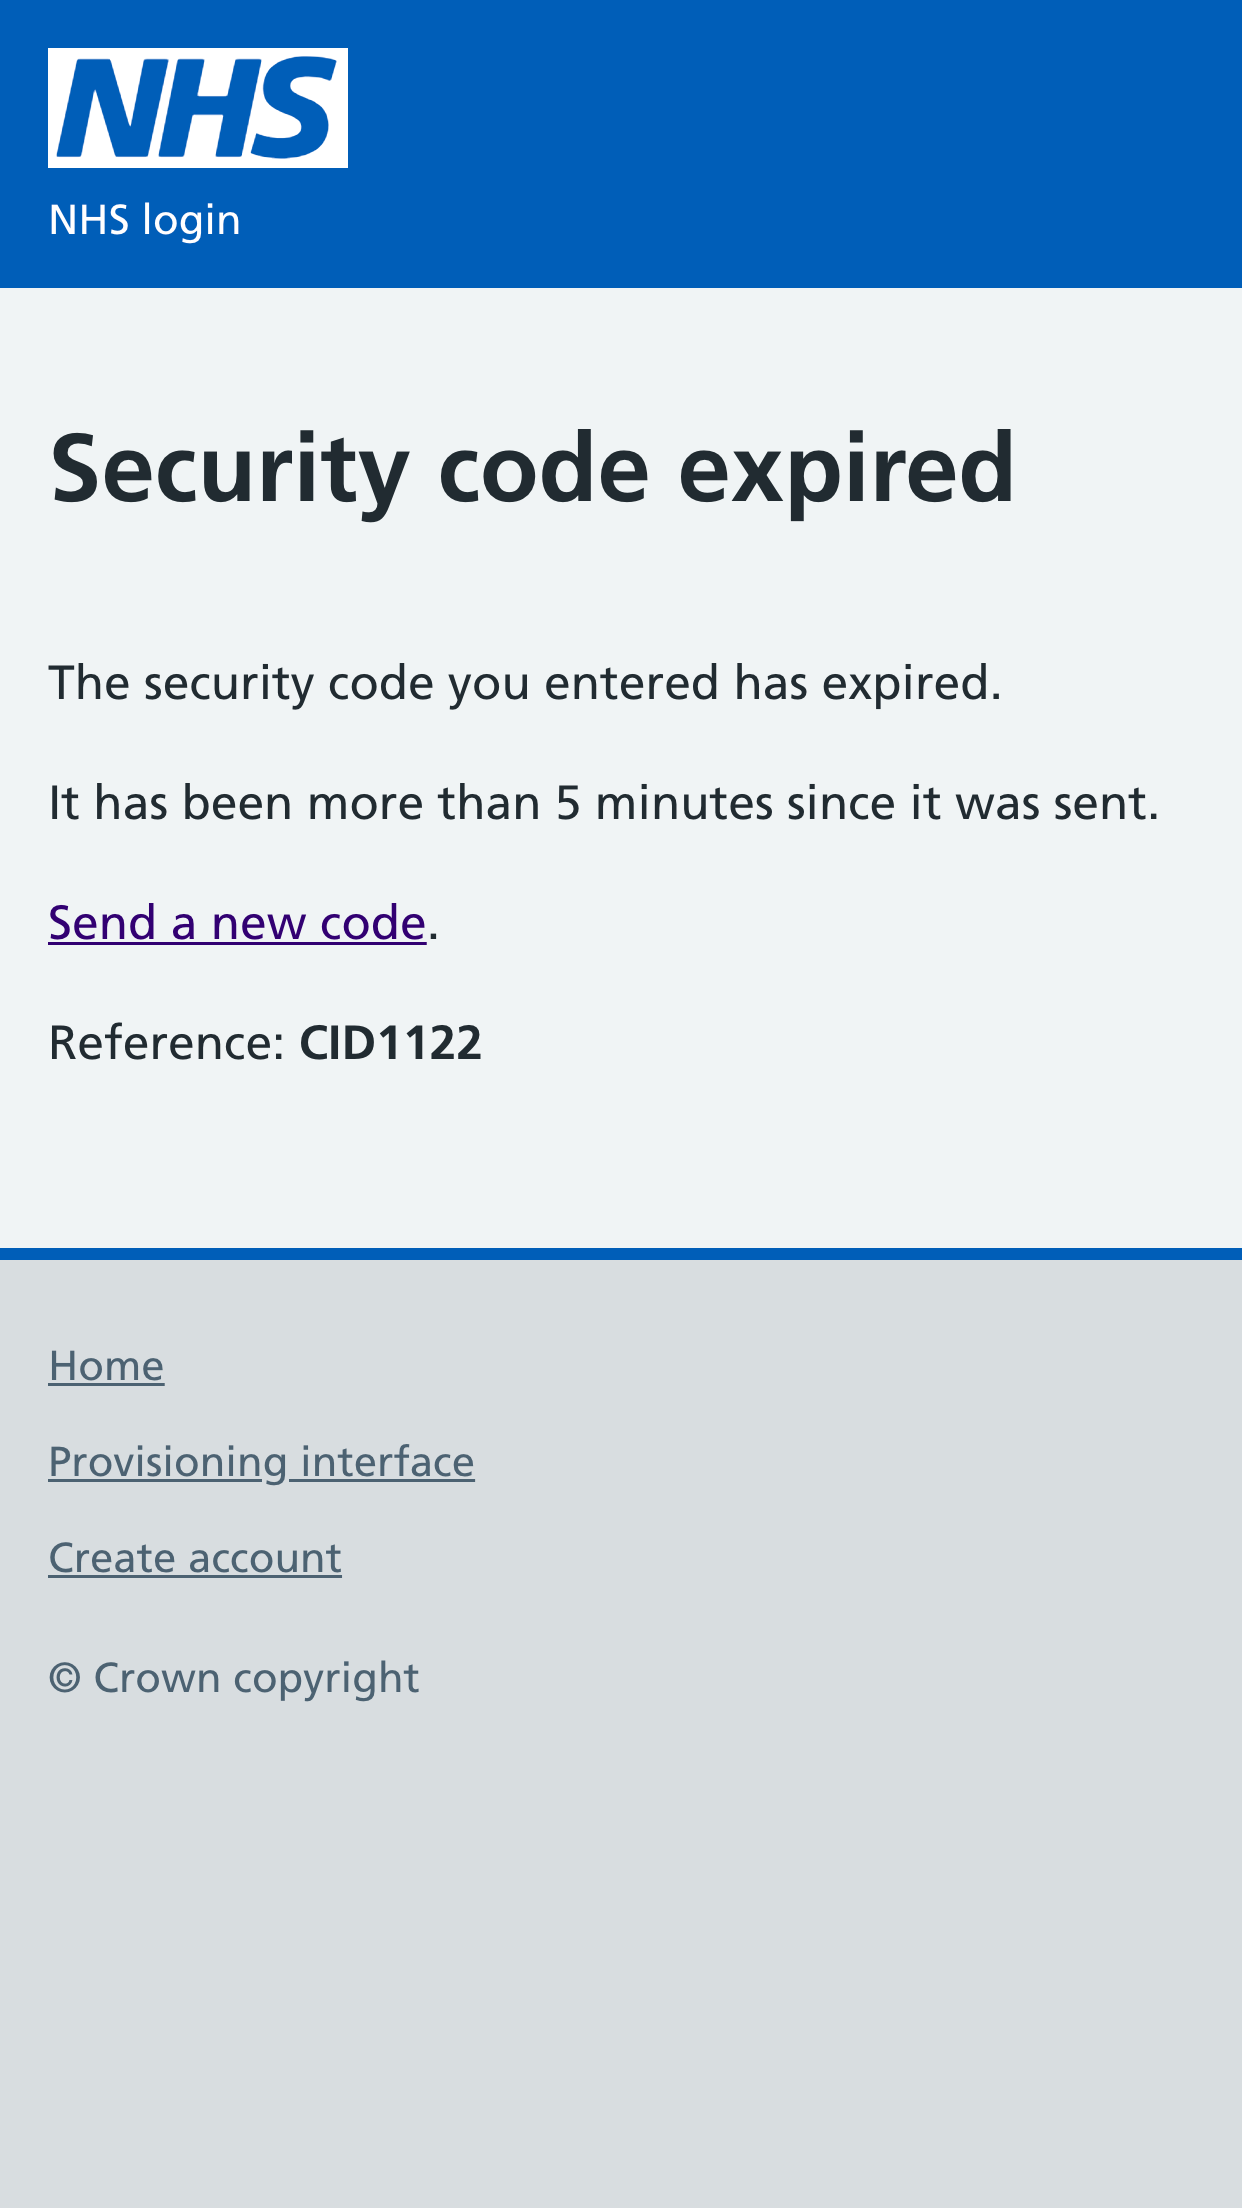 NHS
NHS login
Security code expired
The security code you entered has expired.
It has been more than 5 minutes since it was sent.
Send a new code.
Reference: CID1122
Home
Provisioning interface
Create account
© Crown copyright